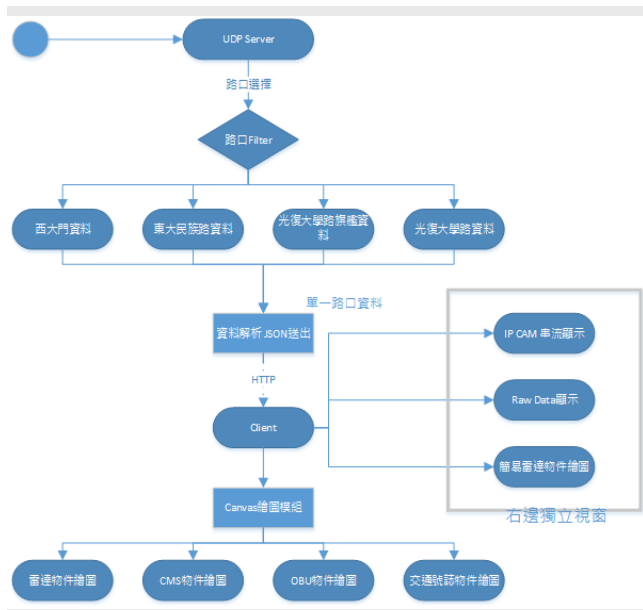 UDP Server
路口選擇
路口Filter
西大門資料
東大民族路資料
光復大學路旗艦資
料
光復大學路資料
單一路口資料
資料解析 JSON送出
HTTP
Client
IP CAM 串流顯示
Raw Data顯示
簡易雷達物件繪圖
右邊獨立視窗
Canvas繪圖模組
雷達物件繪圖
CMS物件繪圖
OBU物件繪圖
交通號誌物件繪圖